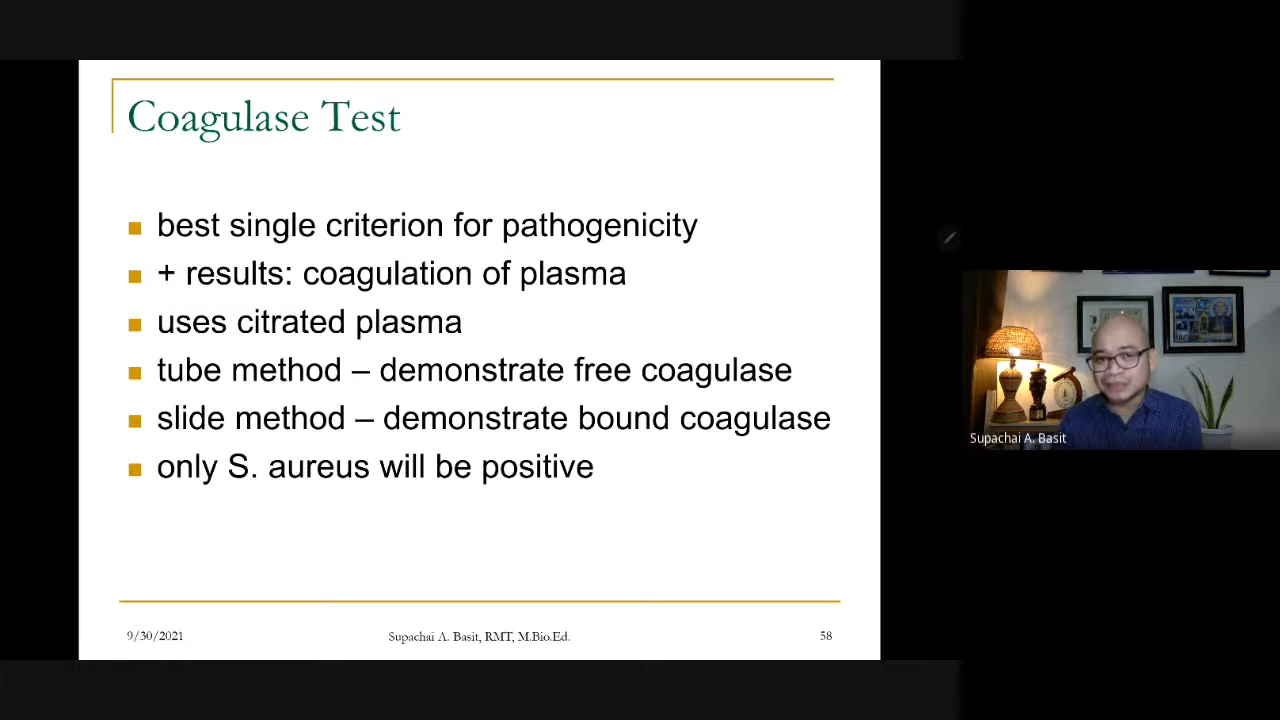 Coagulase Test
best single criterion for pathogenicity
+ results: coagulation of plasma
uses citrated plasma
tube method – demonstrate free coagulase
slide method – demonstrate bound coagulase
only S. aureus will be positive
9/30/2021
Supachai A. Basit, RMT, M.Bio.Ed.
58
Supachai A. Basit